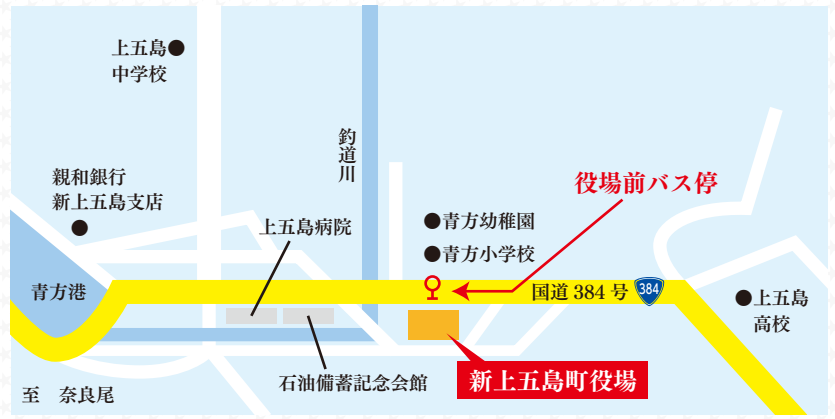 上五島
中学校
釣道川
親和銀行
新上五島支店
役場前バス停
上五島病院
青方幼稚園
青方小学校
青方港
国道 384 号
384
上五島
高校
石油備蓄記念会館
新上五島町役場
至　奈良尾